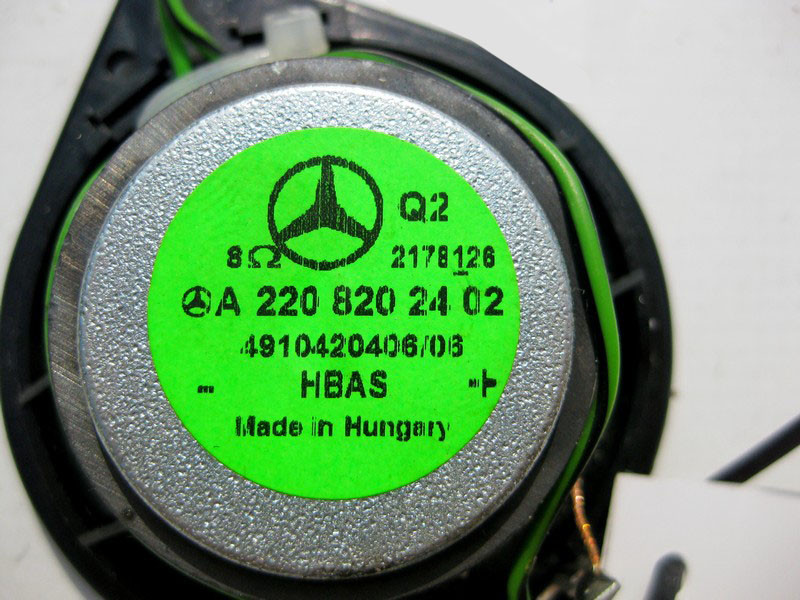 Q2
8Ω 2178126
A 220 820 24 02
4910420406/06
- HBAS +
Made in Hungary